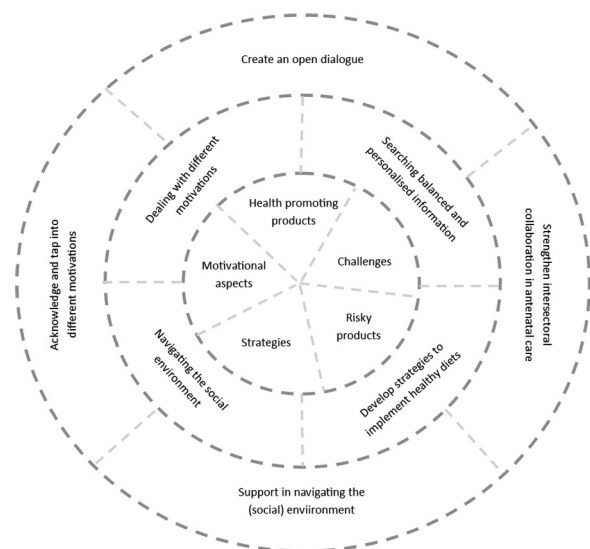 Create an open dialogue
Dealing with different
motivations
Searching balanced and
personalised information
Health promoting
products
Acknowledge and tap into
different motivations
Motivational
aspects
Challenges
Strengthen intersectoral
collaboration in antenatal care
Strategies
Risky
products
Navigating the social
environment
Develop strategies to
implement healthy diets
Support in navigating the
(social) enviironment